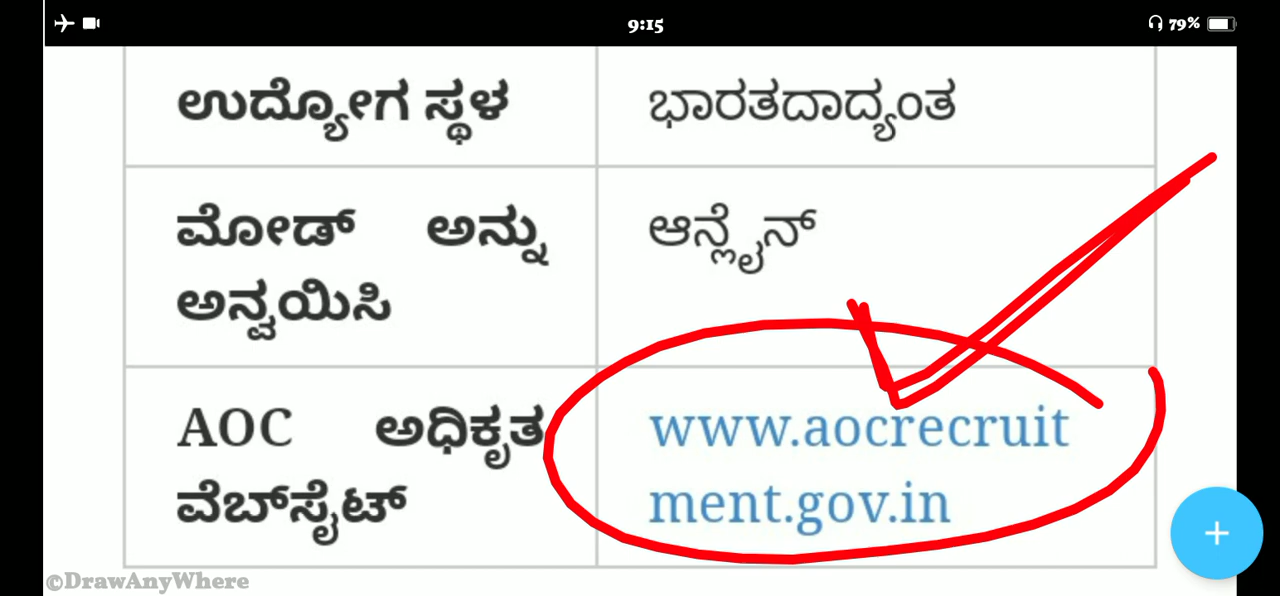 9:15
79%
ಉದ್ಯೋಗ ಸ್ಥಳ
ಭಾರತದಾದ್ಯಂತ
ಮೋಡ್ ಅನ್ನು
ಅನ್ವಯಿಸಿ
ಆನ್ಲೈನ್
AOC ಅಧಿಕೃತ
ವೆಬ್‌ಸೈಟ್
www.aocrecruit
ment.gov.in
©DrawAnyWhere